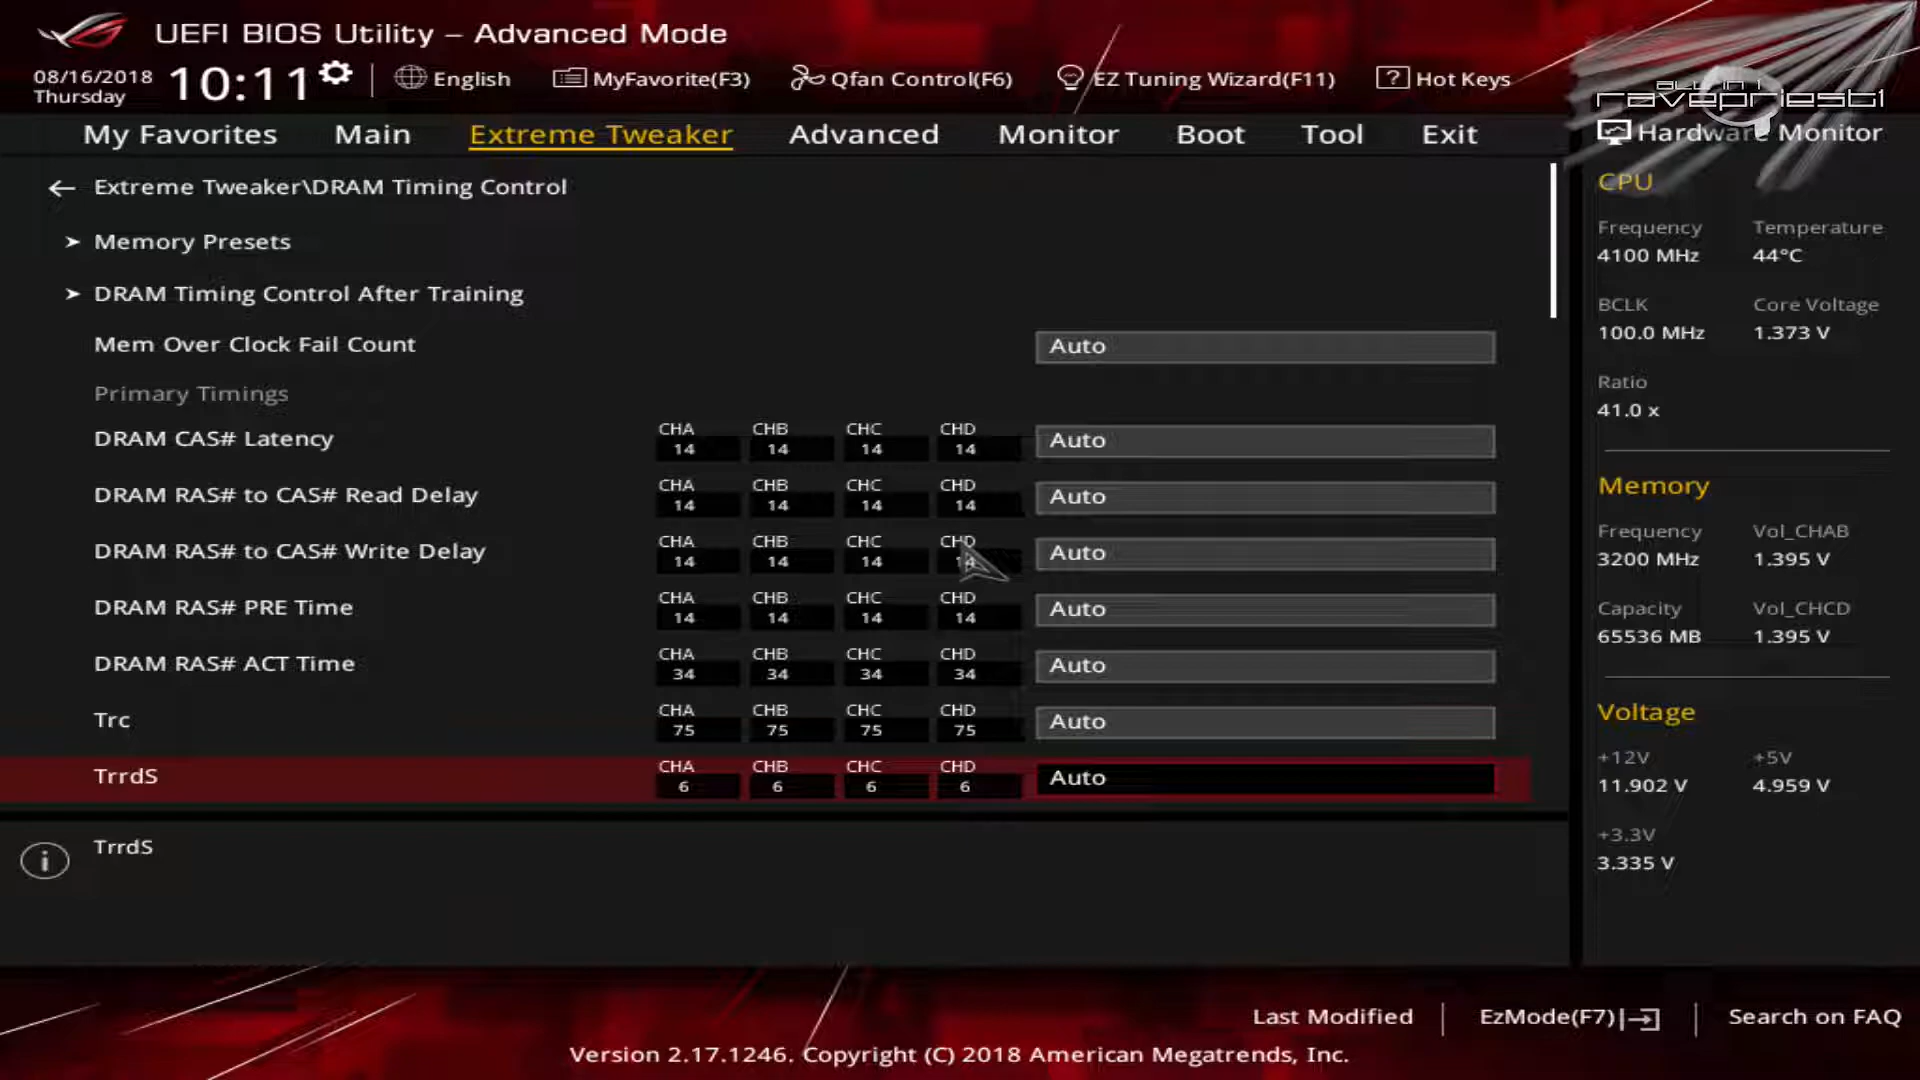 UEFI BIOS Utility – Advanced Mode
08/16/2018
Thursday
10:11
English
MyFavorite(F3)
Qfan Control(F6)
EZ Tuning Wizard(F11)
? Hot Keys
ALL IN 1
ravepriest1
My Favorites Main Extreme Tweaker Advanced Monitor Boot Tool Exit
Hardware Monitor
Extreme Tweaker\DRAM Timing Control
Memory Presets
DRAM Timing Control After Training
Mem Over Clock Fail Count Auto
Primary Timings
CHA CHB CHC CHD
DRAM CAS# Latency 14 14 14 14 Auto
CHA CHB CHC CHD
DRAM RAS# to CAS# Read Delay 14 14 14 14 Auto
CHA CHB CHC CHD
DRAM RAS# to CAS# Write Delay 14 14 14 14 Auto
CHA CHB CHC CHD
DRAM RAS# PRE Time 14 14 14 14 Auto
CHA CHB CHC CHD
DRAM RAS# ACT Time 34 34 34 34 Auto
CHA CHB CHC CHD
Trc 75 75 75 75 Auto
CHA CHB CHC CHD
TrrdS 6 6 6 6 Auto
TrrdS
CPU
Frequency Temperature
4100 MHz 44°C
BCLK Core Voltage
100.0 MHz 1.373 V
Ratio
41.0 x
Memory
Frequency Vol_CHAB
3200 MHz 1.395 V
Capacity Vol_CHCD
65536 MB 1.395 V
Voltage
+12V +5V
11.902 V 4.959 V
+3.3V
3.335 V
Last Modified
EzMode(F7)
Search on FAQ
Version 2.17.1246. Copyright (C) 2018 American Megatrends, Inc.